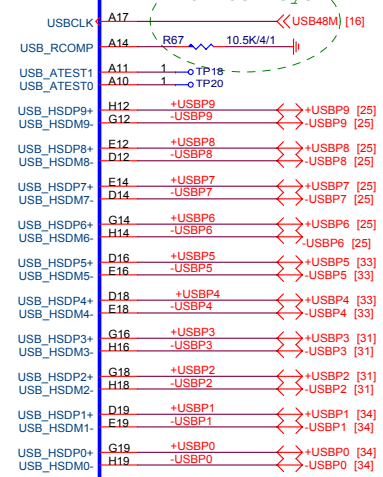 USBCLK A17 USB48M [16]
USB_RCOMP A14 R67 10.5K/4/1
USB_ATEST1 A11 1 TP18
USB_ATEST0 A10 1 TP20
USB_HSDP9+ H12 +USBP9 +USBP9 [25]
USB_HSDM9- G12 -USBP9 -USBP9 [25]
USB_HSDP8+ E12 +USBP8 +USBP8 [25]
USB_HSDM8- D12 -USBP8 -USBP8 [25]
USB_HSDP7+ E14 +USBP7 +USBP7 [25]
USB_HSDM7- D14 -USBP7 -USBP7 [25]
USB_HSDP6+ G14 +USBP6 +USBP6 [25]
USB_HSDM6- H14 -USBP6 -USBP6 [25]
USB_HSDP5+ D16 +USBP5 +USBP5 [33]
USB_HSDM5- E16 -USBP5 -USBP5 [33]
USB_HSDP4+ D18 +USBP4 +USBP4 [33]
USB_HSDM4- E18 -USBP4 -USBP4 [33]
USB_HSDP3+ G16 +USBP3 +USBP3 [31]
USB_HSDM3- H16 -USBP3 -USBP3 [31]
USB_HSDP2+ G18 +USBP2 +USBP2 [31]
USB_HSDM2- H18 -USBP2 -USBP2 [31]
USB_HSDP1+ D19 +USBP1 +USBP1 [34]
USB_HSDM1- E19 -USBP1 -USBP1 [34]
USB_HSDP0+ G19 +USBP0 +USBP0 [34]
USB_HSDM0- H19 -USBP0 -USBP0 [34]